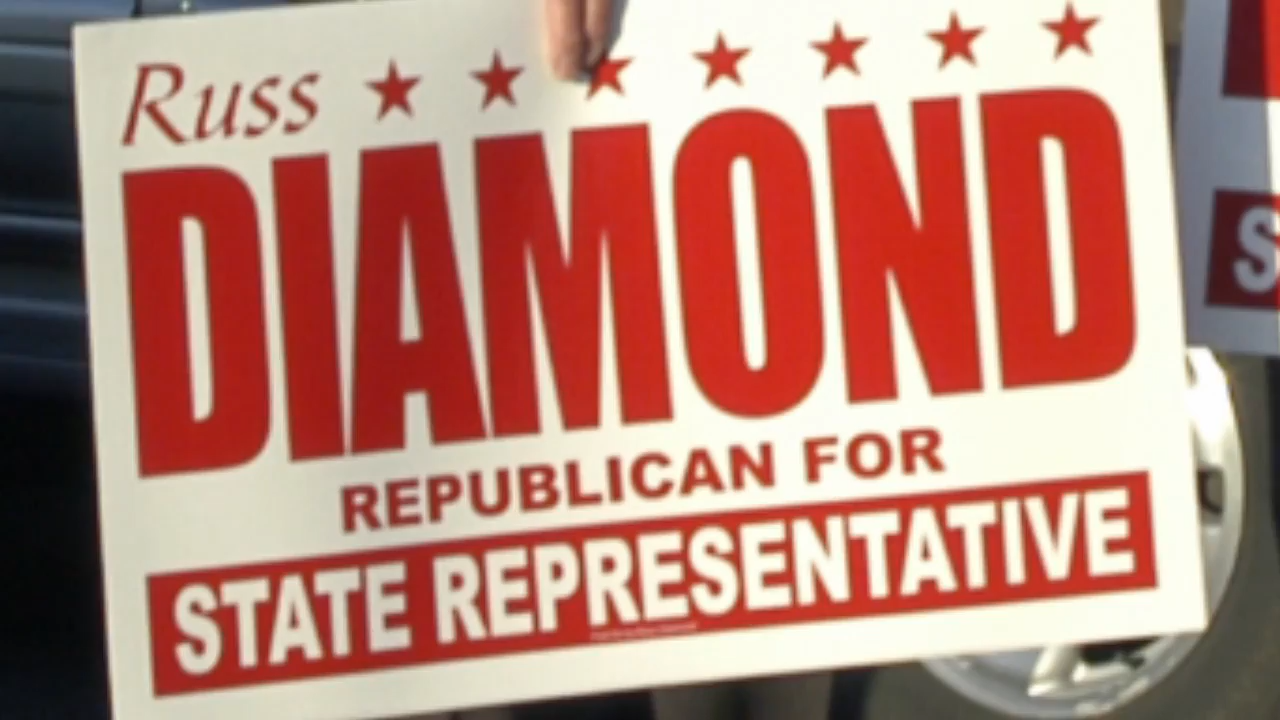 Russ
DIAMOND
REPUBLICAN FOR
STATE REPRESENTATIVE
S